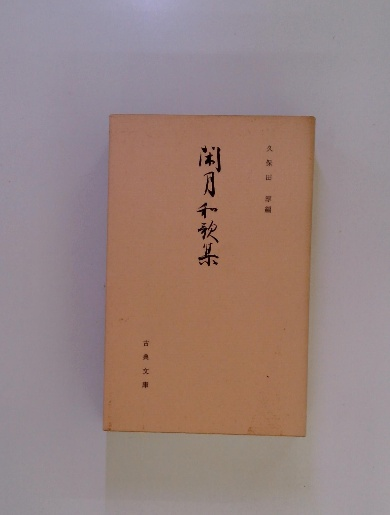 久保田 淳編
閑月和歌集
古典文庫